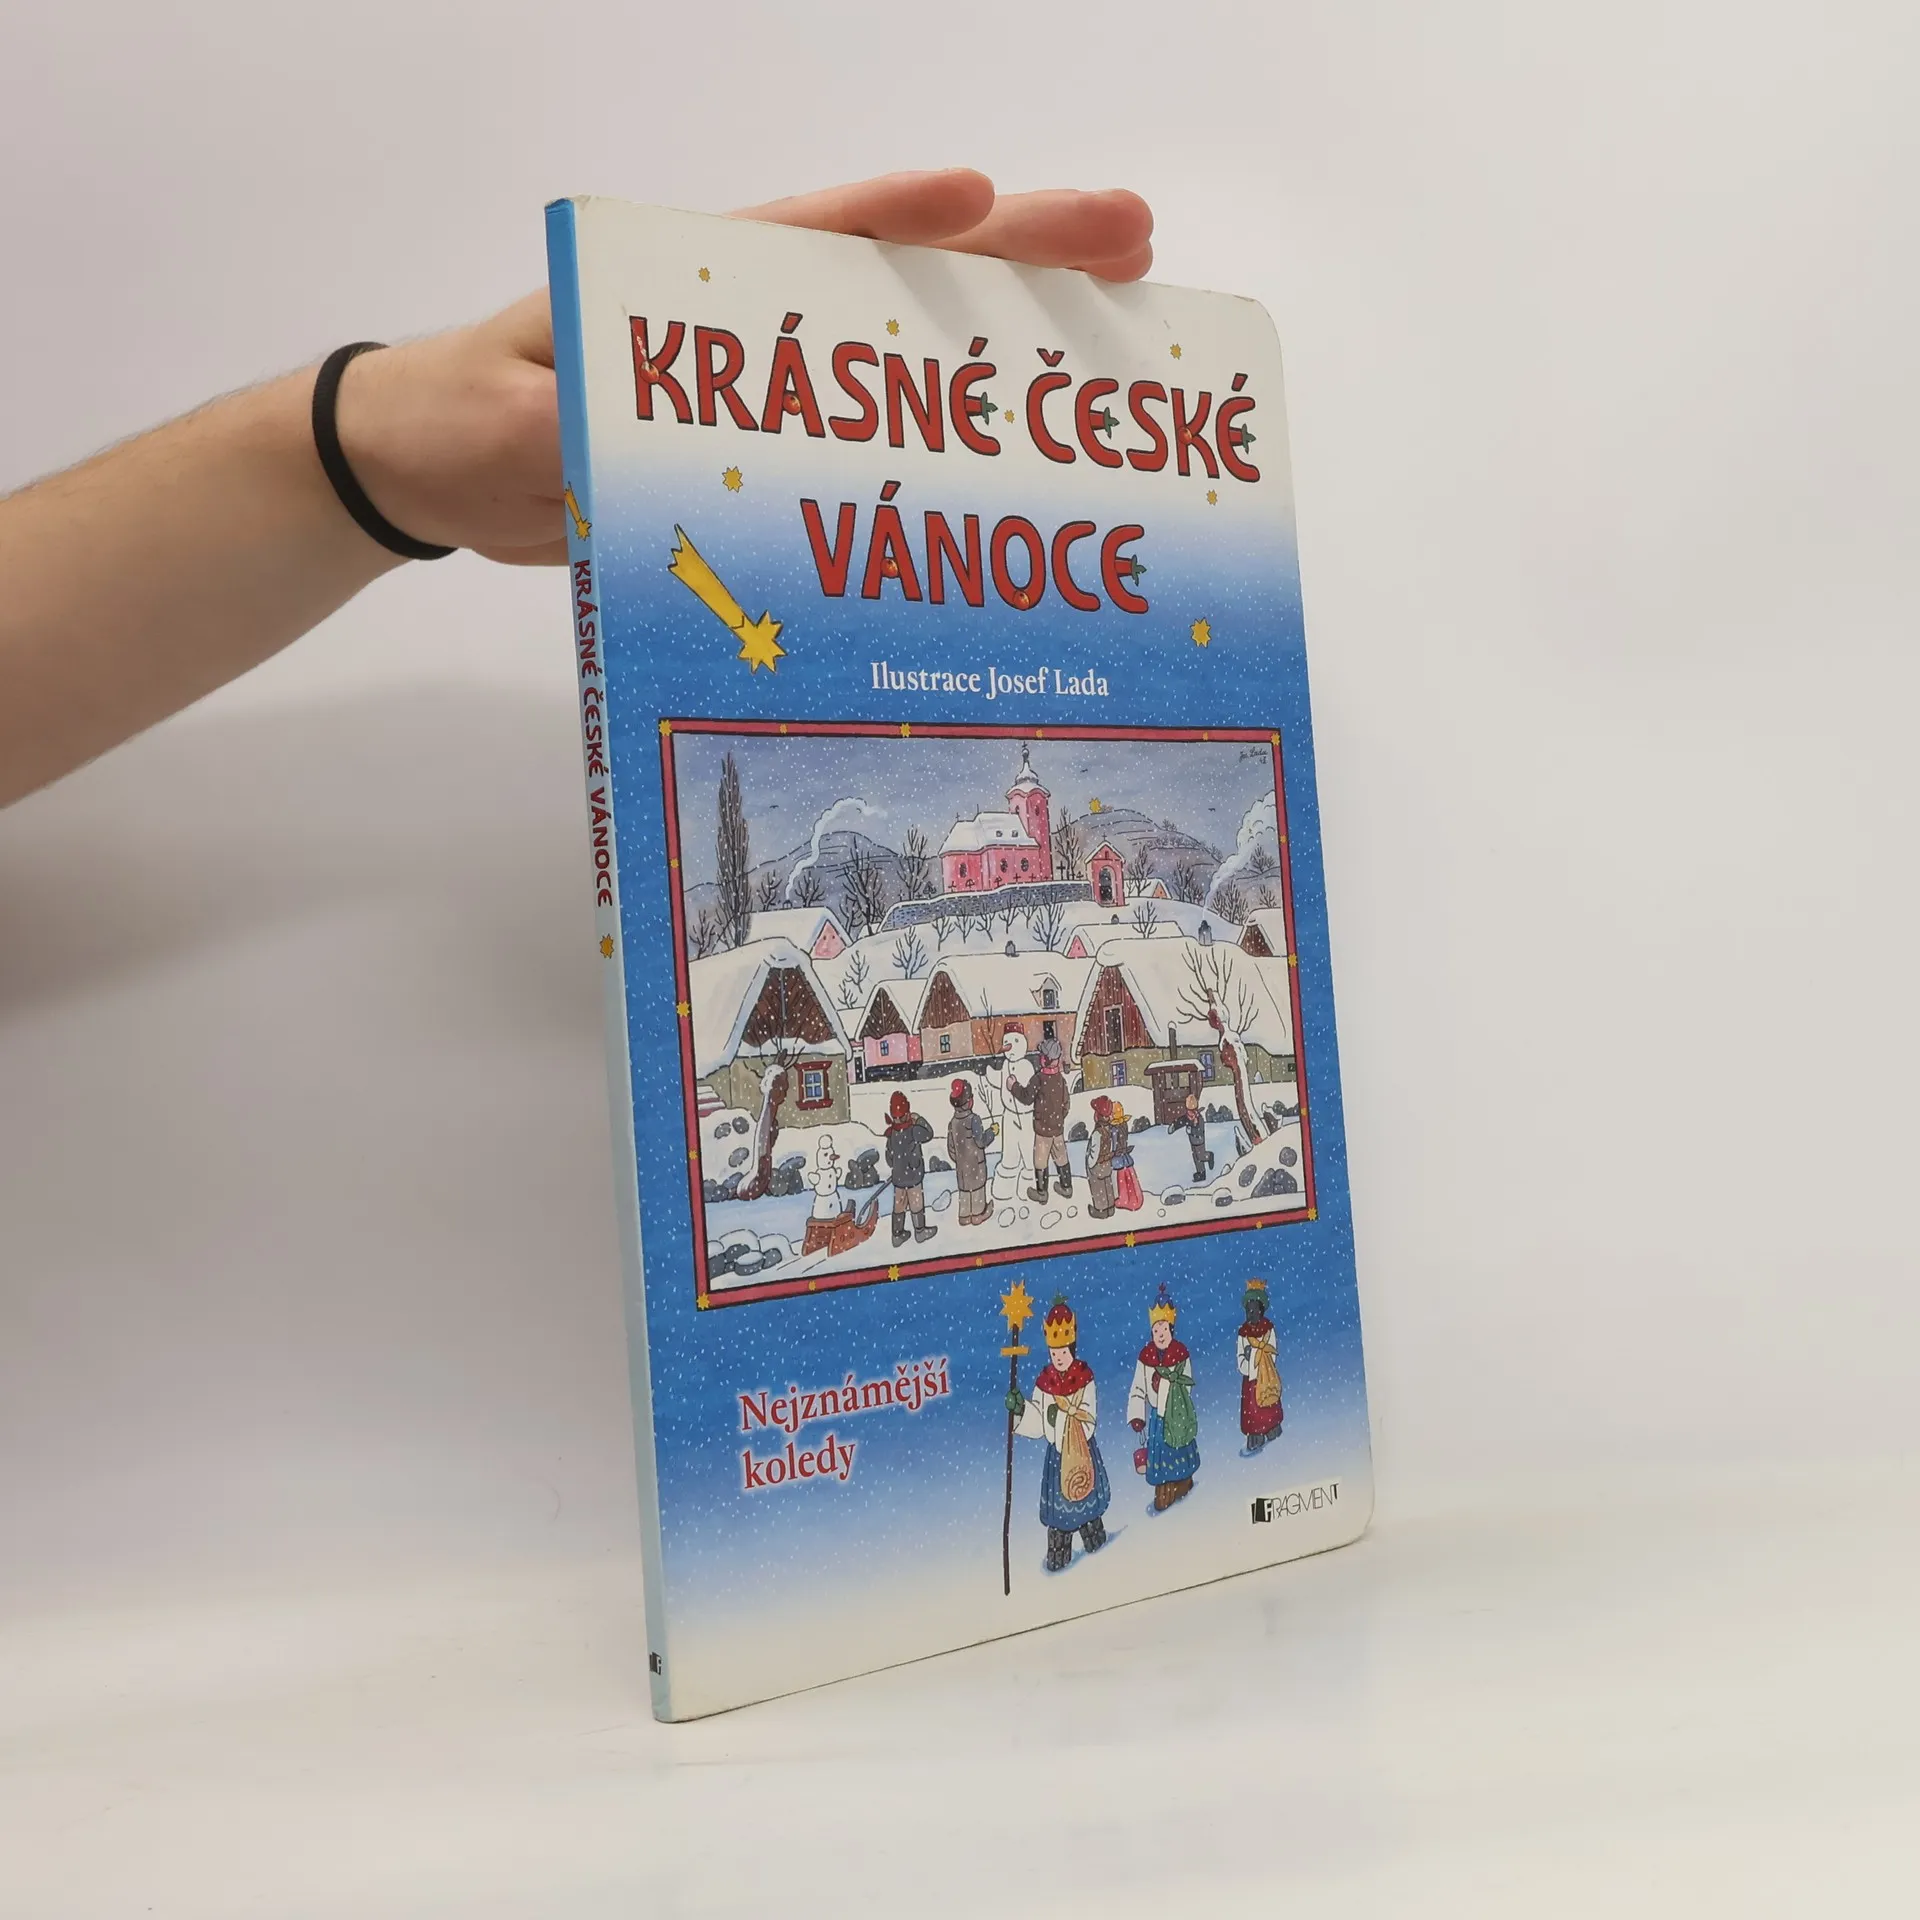 KRÁSNÉ ČESKÉ
VÁNOCE
Ilustrace Josef Lada
Nejznámější
koledy
FRAGMENT
KRÁSNÉ ČESKÉ VÁNOCE